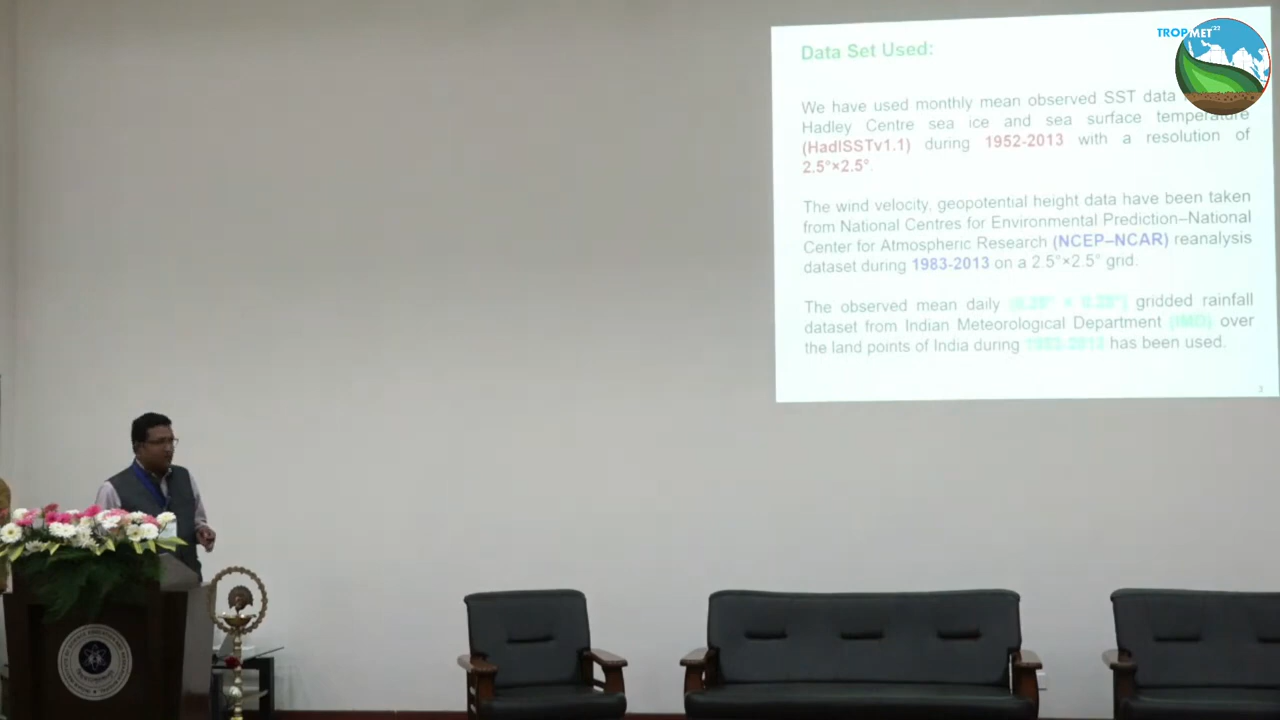 TROPMET'22
Data Set Used:
We have used monthly mean observed SST data
Hadley Centre sea ice and sea surface temperature
(HadISSTv1.1) during 1952-2013 with a resolution of
2.5°×2.5°.
The wind velocity, geopotential height data have been taken
from National Centres for Environmental Prediction–National
Center for Atmospheric Research (NCEP–NCAR) reanalysis
dataset during 1983-2013 on a 2.5°×2.5° grid.
The observed mean daily gridded rainfall
dataset from Indian Meteorological Department (IMD) over
the land points of India during has been used.
3